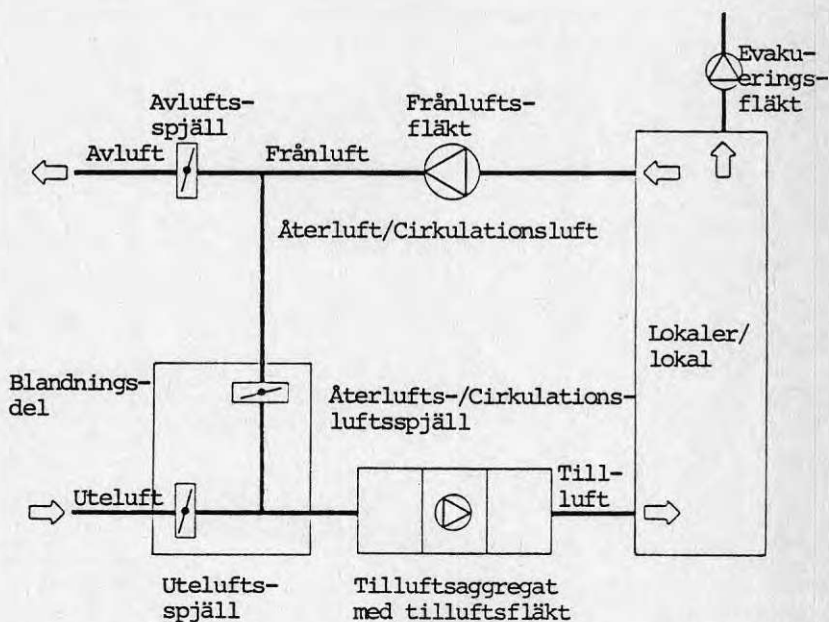 Evaku-
erings-
fläkt
Avlufts-
spjäll
Frånlufts-
fläkt
Avluft
Frånluft
Återluft/Cirkulationsluft
Lokaler/
lokal
Blandnings-
del
Återlufts-/Cirkulations-
luftsspjäll
Uteluft
Till-
luft
Utelufts-
spjäll
Tilluftsaggregat
med tilluftsfläkt